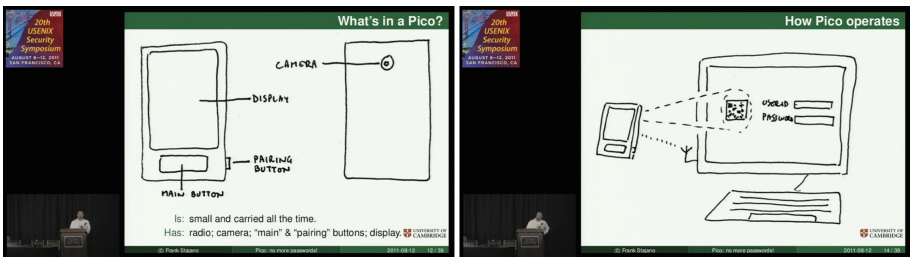 20th
USENIX
Security
Symposium
AUGUST 8–12, 2011
SAN FRANCISCO, CA
What's in a Pico?
CAMERA
DISPLAY
PAIRING
BUTTON
MAIN BUTTON
Is: small and carried all the time.
Has: radio; camera; "main" & "pairing" buttons; display.
UNIVERSITY OF
CAMBRIDGE
© Frank Stajano Pico: no more passwords! 2011-08-12 12 / 39
20th
USENIX
Security
Symposium
AUGUST 8–12, 2011
SAN FRANCISCO, CA
How Pico operates
USERID
PASSWORD
UNIVERSITY OF
CAMBRIDGE
© Frank Stajano Pico: no more passwords! 2011-08-12 14 / 39